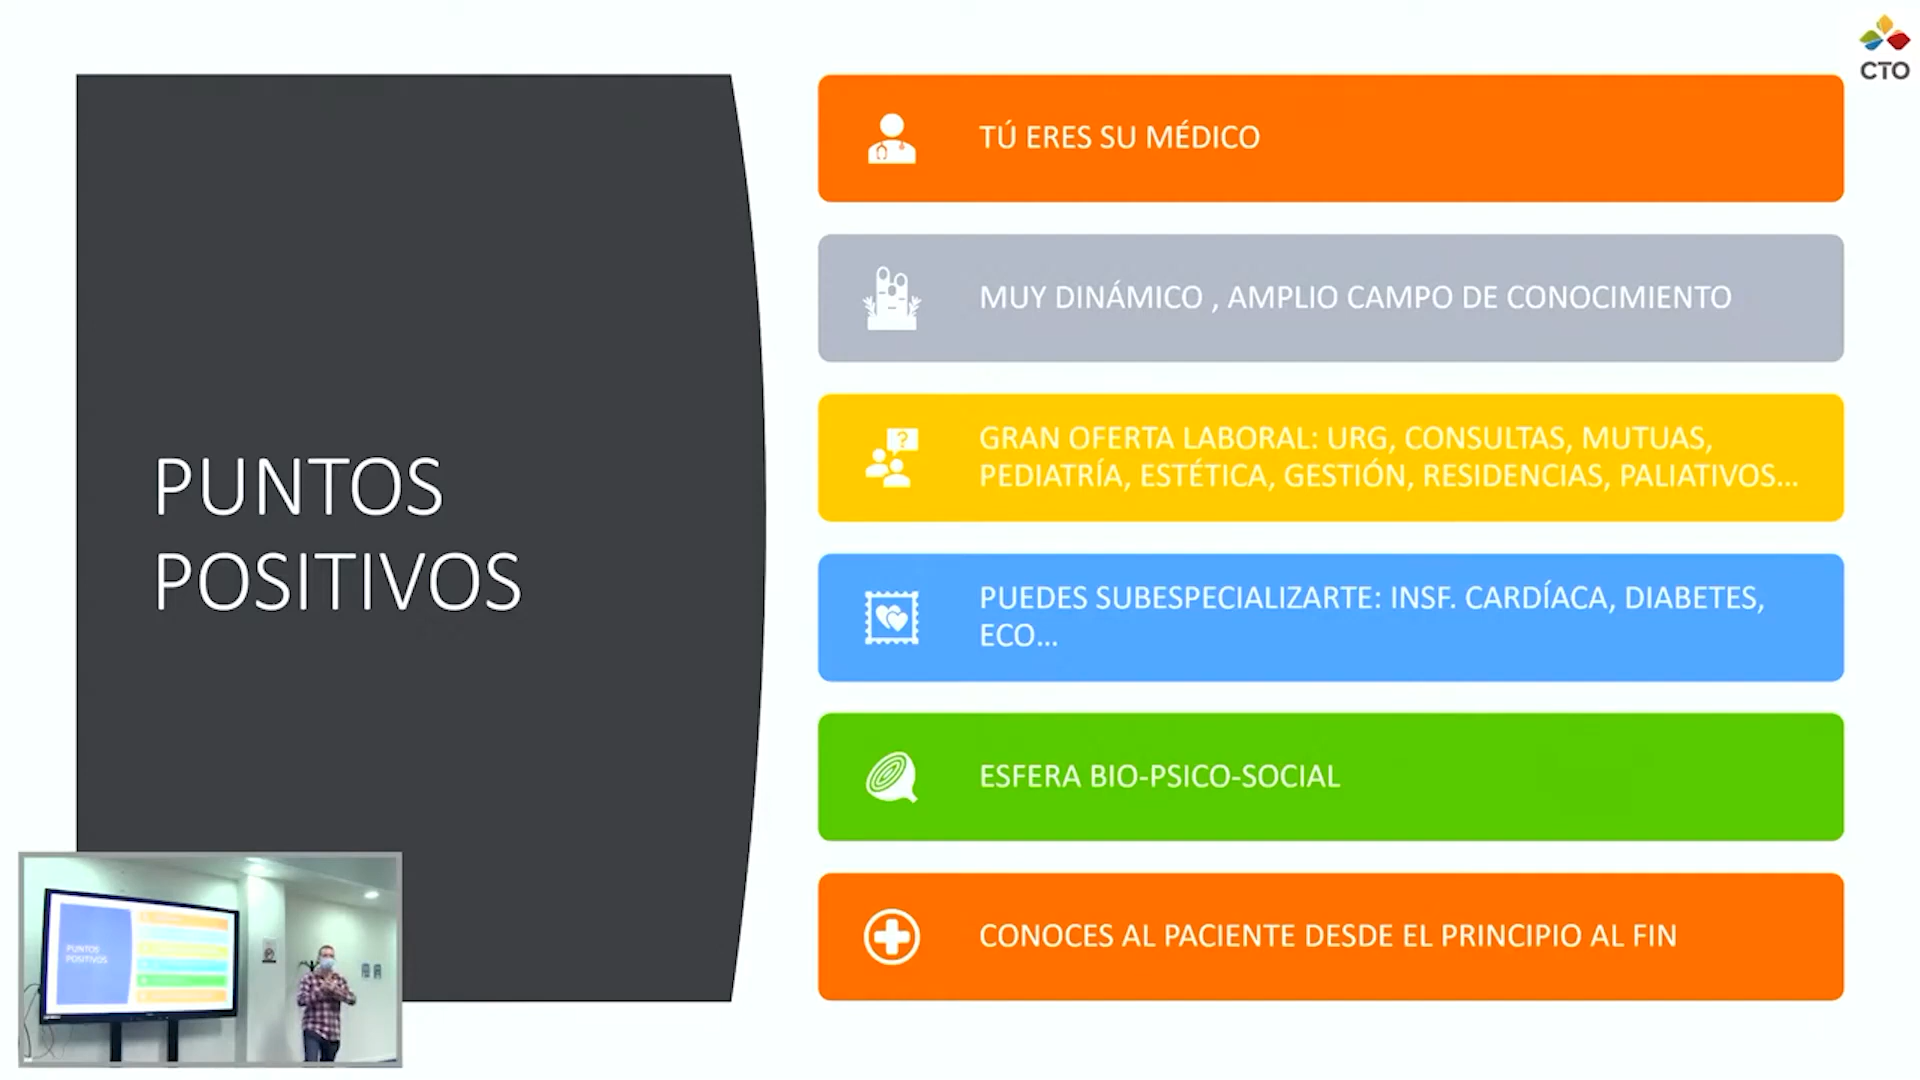 CTO
PUNTOS
POSITIVOS
TÚ ERES SU MÉDICO
MUY DINÁMICO , AMPLIO CAMPO DE CONOCIMIENTO
?
GRAN OFERTA LABORAL: URG, CONSULTAS, MUTUAS,
PEDIATRÍA, ESTÉTICA, GESTIÓN, RESIDENCIAS, PALIATIVOS...
PUEDES SUBESPECIALIZARTE: INSF. CARDÍACA, DIABETES,
ECO...
ESFERA BIO-PSICO-SOCIAL
CONOCES AL PACIENTE DESDE EL PRINCIPIO AL FIN
PUNTOS
POSITIVOS